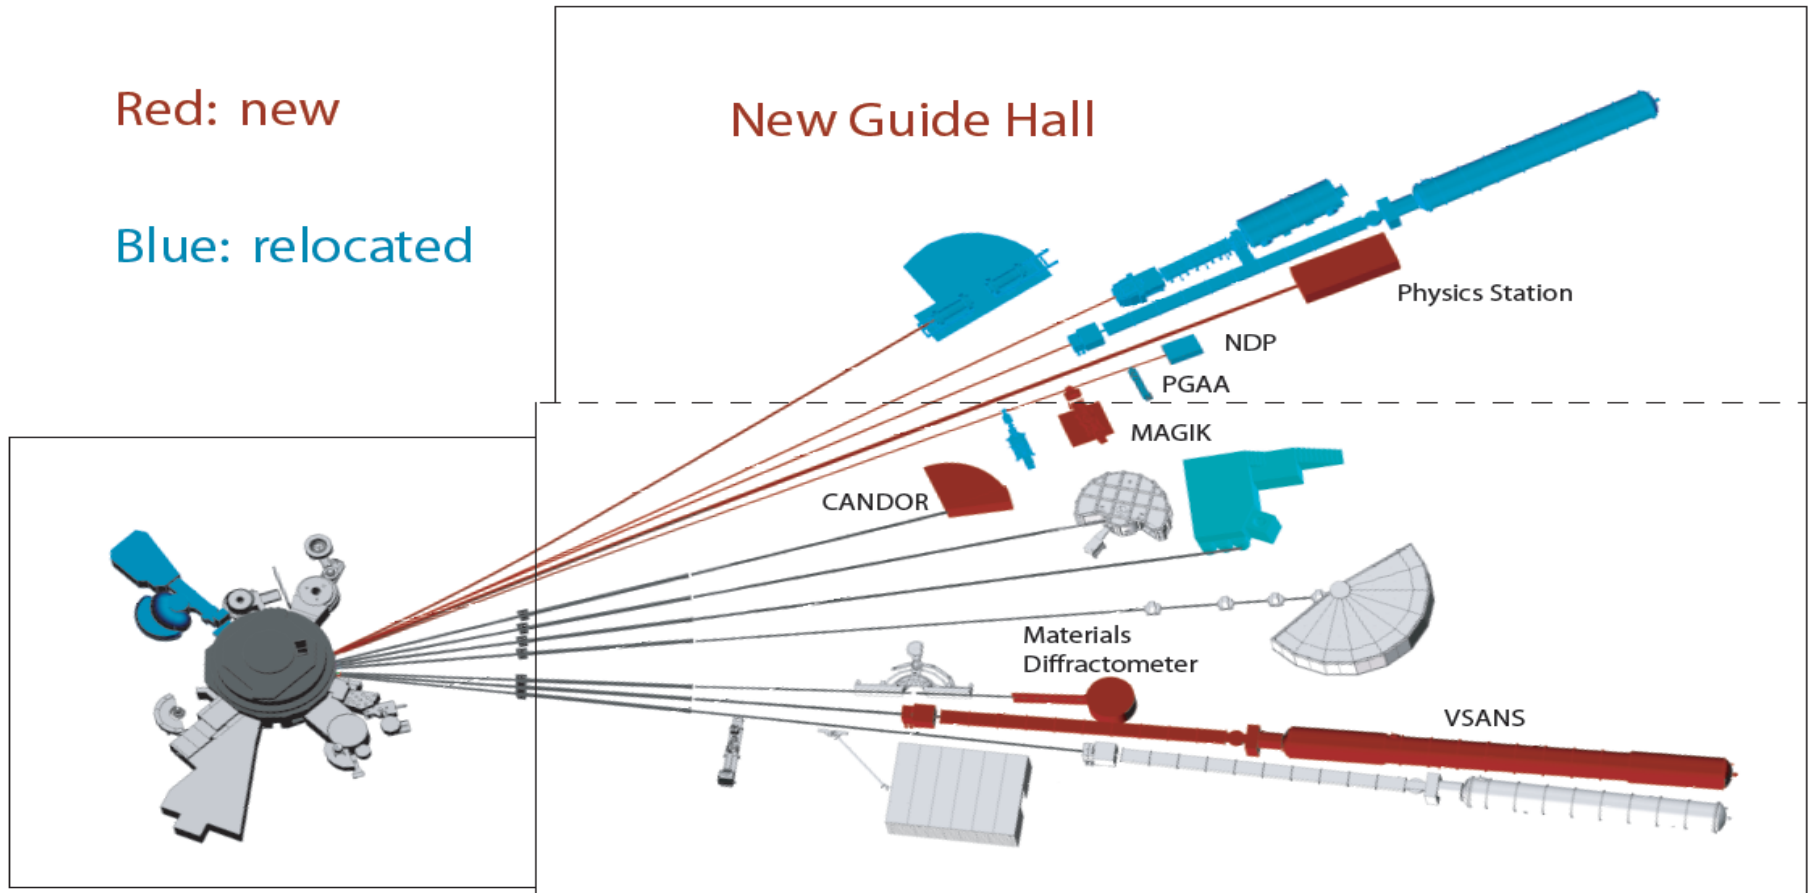 Red: new
New Guide Hall
Blue: relocated
Physics Station
NDP
PGAA
MAGIK
CANDOR
Materials
Diffractometer
VSANS